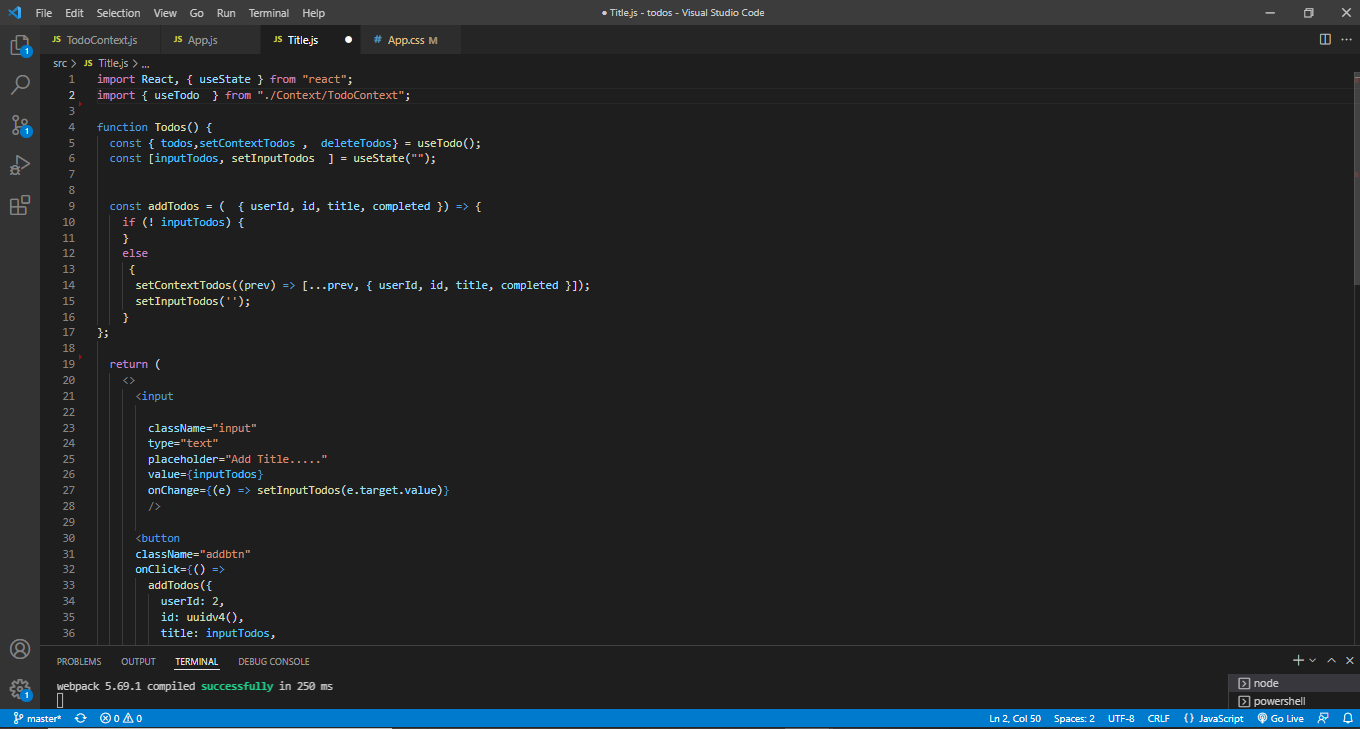 File Edit Selection View Go Run Terminal Help ● Title.js - todos - Visual Studio Code
JS TodoContext.js JS App.js JS Title.js ● # App.css M
src > JS Title.js > ...
1 import React, { useState } from "react";
2 import { useTodo  } from "./Context/TodoContext";
3
4 function Todos() {
5   const { todos,setContextTodos ,  deleteTodos} = useTodo();
6   const [inputTodos, setInputTodos  ] = useState("");
7
8
9   const addTodos = (  { userId, id, title, completed }) => {
10     if (! inputTodos) {
11     }
12     else
13      {
14       setContextTodos((prev) => [...prev, { userId, id, title, completed }]);
15       setInputTodos('');
16     }
17 };
18
19   return (
20     <>
21       <input
22
23         className="input"
24         type="text"
25         placeholder="Add Title....."
26         value={inputTodos}
27         onChange={(e) => setInputTodos(e.target.value)}
28         />
29
30       <button
31       className="addbtn"
32       onClick={() =>
33         addTodos({
34           userId: 2,
35           id: uuidv4(),
36           title: inputTodos,
PROBLEMS OUTPUT TERMINAL DEBUG CONSOLE
webpack 5.69.1 compiled successfully in 250 ms
node
powershell
master* 0 0 Ln 2, Col 50 Spaces: 2 UTF-8 CRLF {} JavaScript Go Live
1
1
1